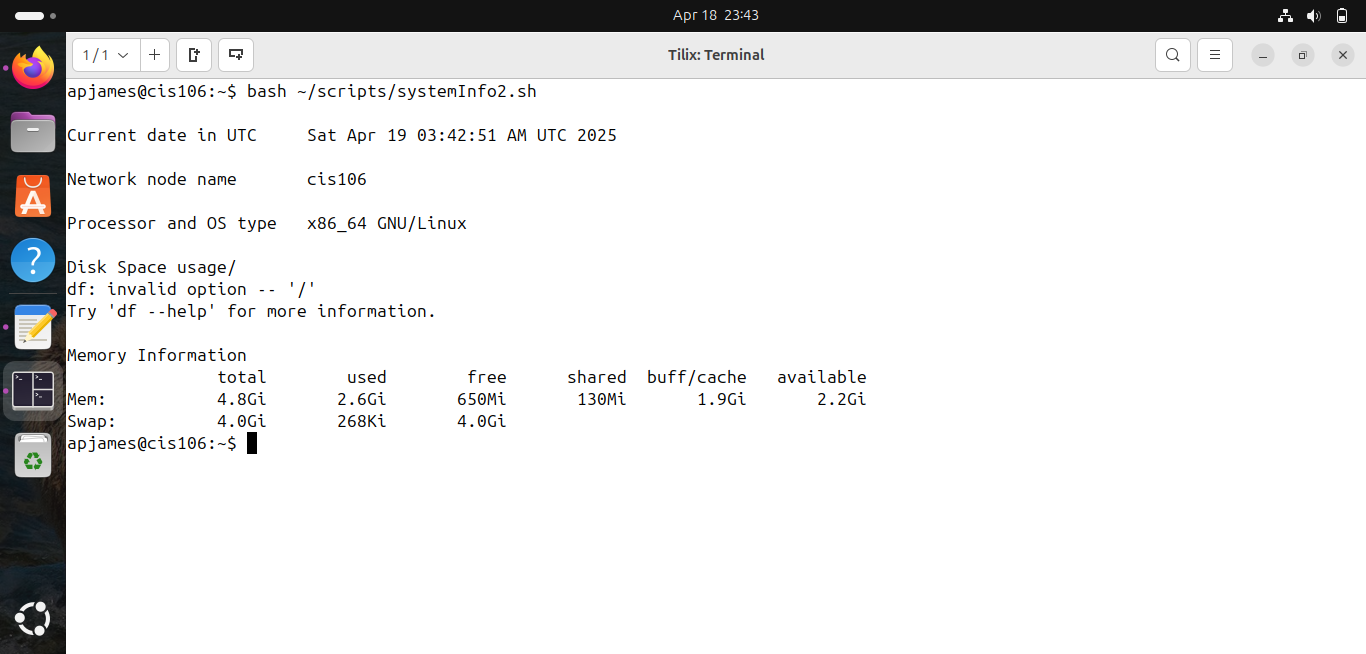 Apr 18 23:43
1 / 1
Tilix: Terminal
apjames@cis106:~$ bash ~/scripts/systemInfo2.sh
Current date in UTC     Sat Apr 19 03:42:51 AM UTC 2025
Network node name       cis106
Processor and OS type   x86_64 GNU/Linux
Disk Space usage/
df: invalid option -- '/'
Try 'df --help' for more information.
Memory Information
               total        used        free      shared  buff/cache   available
Mem:           4.8Gi       2.6Gi       650Mi       130Mi       1.9Gi       2.2Gi
Swap:          4.0Gi       268Ki       4.0Gi
apjames@cis106:~$